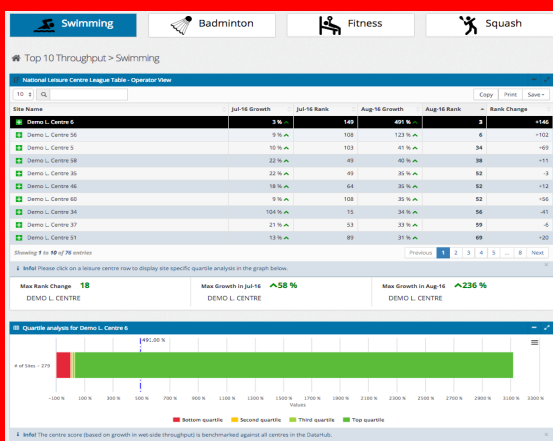 Swimming Badminton Fitness Squash
Top 10 Throughput > Swimming
National Leisure Centre League Table - Operator View
10 Copy Print Save
Site Name Jul-16 Growth Jul-16 Rank Aug-16 Growth Aug-16 Rank Rank Change
Demo L. Centre 6 3 % 149 491 % 3 +146
Demo L. Centre 56 9 % 108 123 % 6 +102
Demo L. Centre 5 10 % 103 41 % 34 +69
Demo L. Centre 58 22 % 49 40 % 38 +11
Demo L. Centre 35 22 % 49 35 % 52 -3
Demo L. Centre 46 18 % 64 35 % 52 +12
Demo L. Centre 60 9 % 108 35 % 52 +56
Demo L. Centre 34 104 % 15 34 % 56 -41
Demo L. Centre 37 21 % 53 33 % 59 -6
Demo L. Centre 51 13 % 89 31 % 69 +20
Showing 1 to 10 of 76 entries Previous 1 2 3 4 5 ... 8 Next
Info! Please click on a leisure centre row to display site specific quartile analysis in the graph below.
Max Rank Change 18 Max Growth in Jul-16 58 % Max Growth in Aug-16 236 %
DEMO L. CENTRE DEMO L. CENTRE DEMO L. CENTRE
Quartile analysis for Demo L. Centre 6
491.00 %
# of Sites -- 279
-100 % 100 % 300 % 500 % 700 % 900 % 1100 % 1300 % 1500 % 1700 % 1900 % 2100 % 2300 % 2500 % 2700 % 2900 % 3100 % 3300 %
Values
Bottom quartile Second quartile Third quartile Top quartile
Info! The centre score (based on growth in wet-side throughput) is benchmarked against all centres in the DataHub.